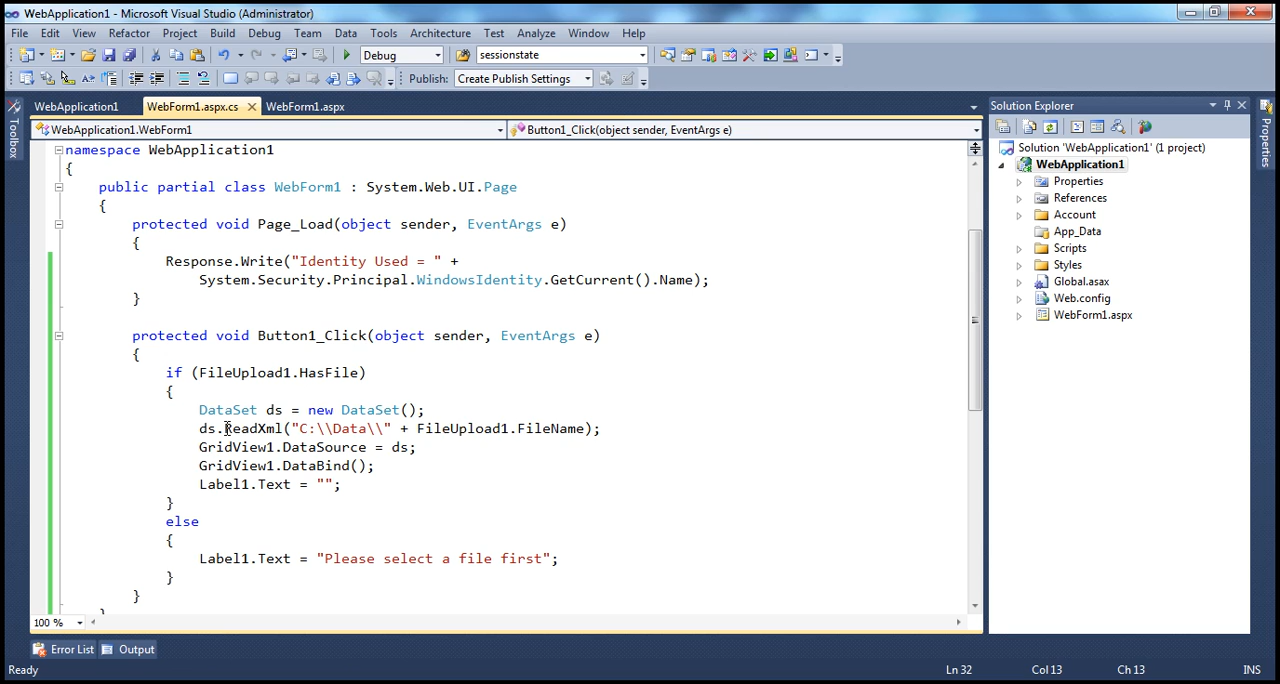 WebApplication1 - Microsoft Visual Studio (Administrator)
File Edit View Refactor Project Build Debug Team Data Tools Architecture Test Analyze Window Help
Debug sessionstate
Publish: Create Publish Settings
Toolbox
WebApplication1 WebForm1.aspx.cs WebForm1.aspx
WebApplication1.WebForm1 Button1_Click(object sender, EventArgs e)
namespace WebApplication1
{
public partial class WebForm1 : System.Web.UI.Page
{
protected void Page_Load(object sender, EventArgs e)
{
Response.Write("Identity Used = " +
System.Security.Principal.WindowsIdentity.GetCurrent().Name);
}
protected void Button1_Click(object sender, EventArgs e)
{
if (FileUpload1.HasFile)
{
DataSet ds = new DataSet();
ds.ReadXml("C:\\Data\\" + FileUpload1.FileName);
GridView1.DataSource = ds;
GridView1.DataBind();
Label1.Text = "";
}
else
{
Label1.Text = "Please select a file first";
}
}
}
100 %
Solution Explorer
Solution 'WebApplication1' (1 project)
WebApplication1
Properties
References
Account
App_Data
Scripts
Styles
Global.asax
Web.config
WebForm1.aspx
Properties
Error List Output
Ready Ln 32 Col 13 Ch 13 INS